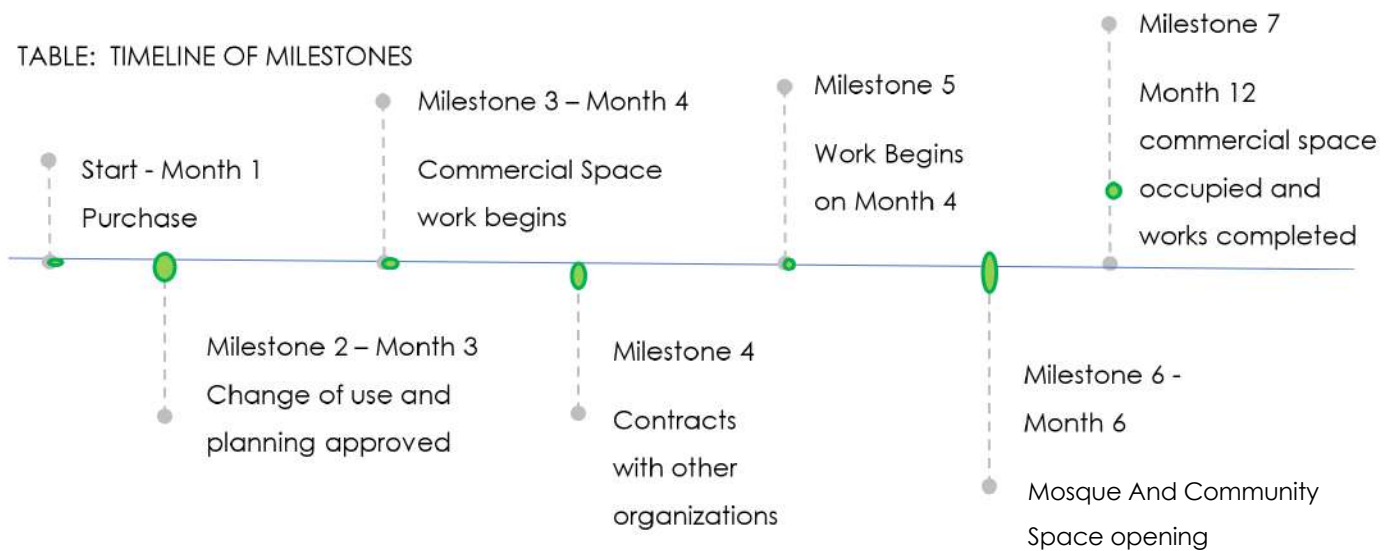 TABLE: TIMELINE OF MILESTONES
Start - Month 1
Purchase
Milestone 2 – Month 3
Change of use and
planning approved
Milestone 3 – Month 4
Commercial Space
work begins
Milestone 4
Contracts
with other
organizations
Milestone 5
Work Begins
on Month 4
Milestone 6 -
Month 6
Mosque And Community
Space opening
Milestone 7
Month 12
commercial space
occupied and
works completed